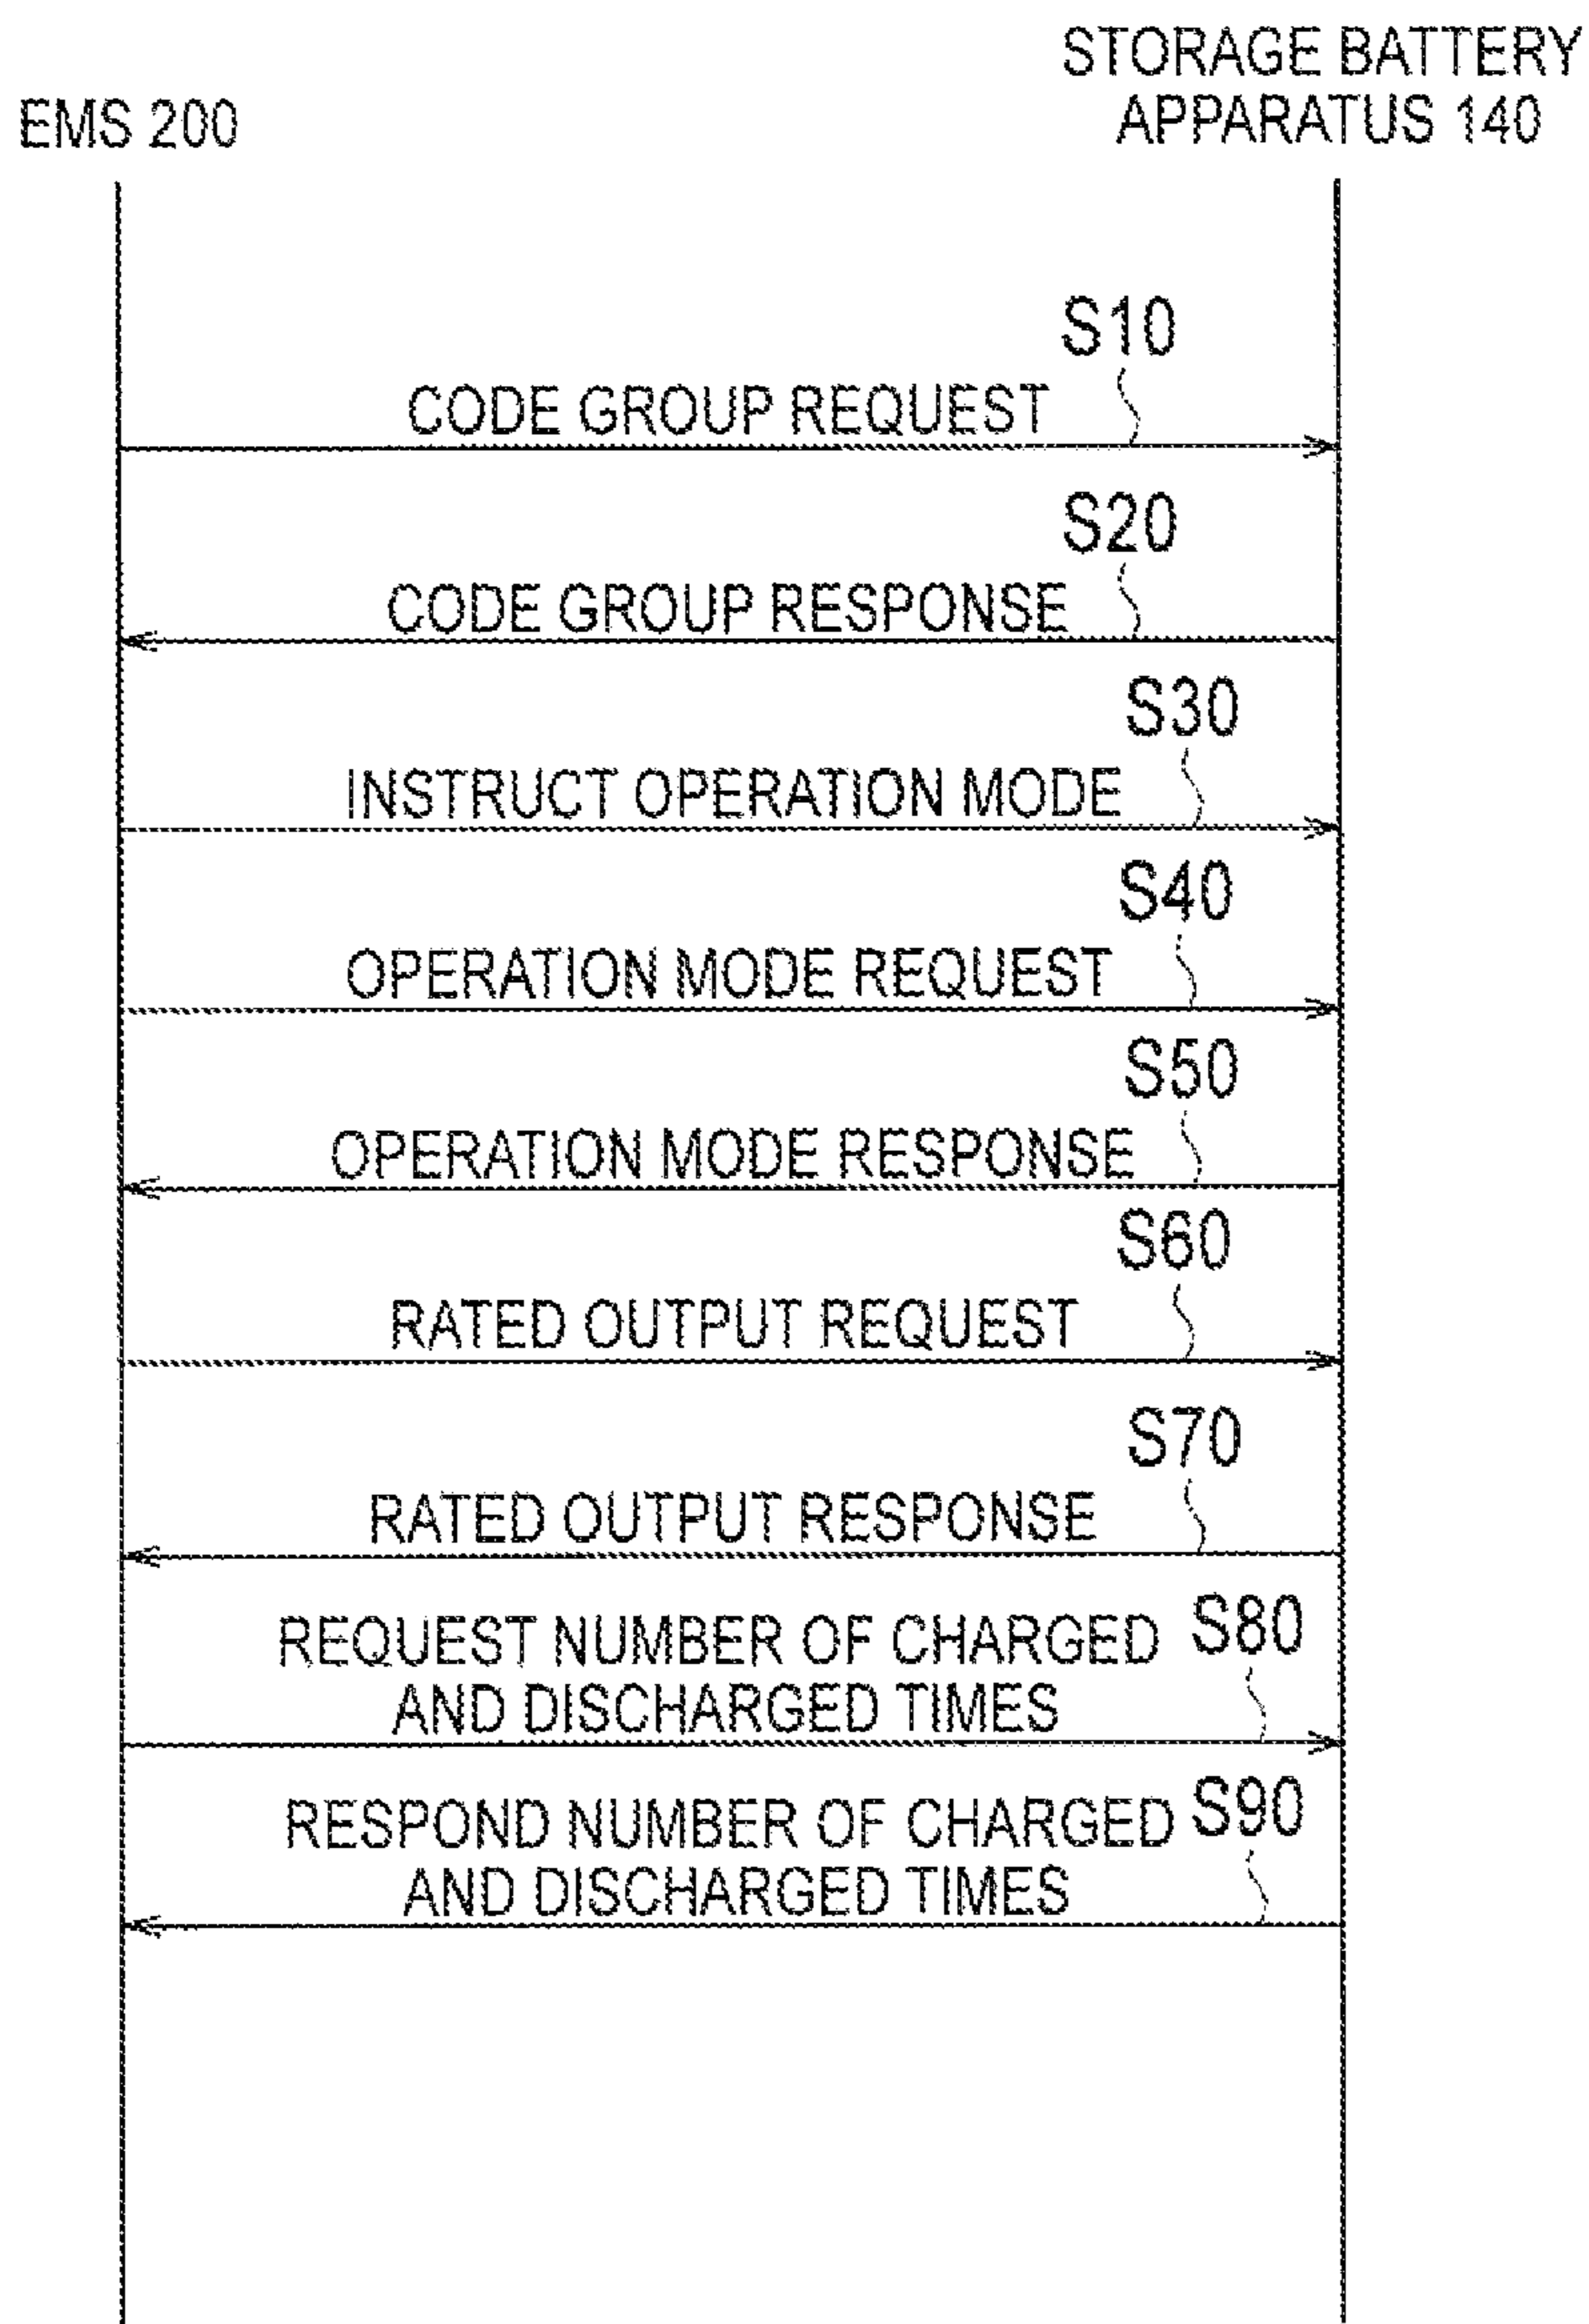 STORAGE BATTERY
EMS 200
APPARATUS 140
S10
CODE GROUP REQUEST
S20
CODE GROUP RESPONSE
S30
INSTRUCT OPERATION MODE
S40
OPERATION MODE REQUEST
S50
OPERATION MODE RESPONSE
S60
RATED OUTPUT REQUEST
S70
RATED OUTPUT RESPONSE
REQUEST NUMBER OF CHARGED S80
AND DISCHARGED TIMES
RESPOND NUMBER OF CHARGED S90
AND DISCHARGED TIMES